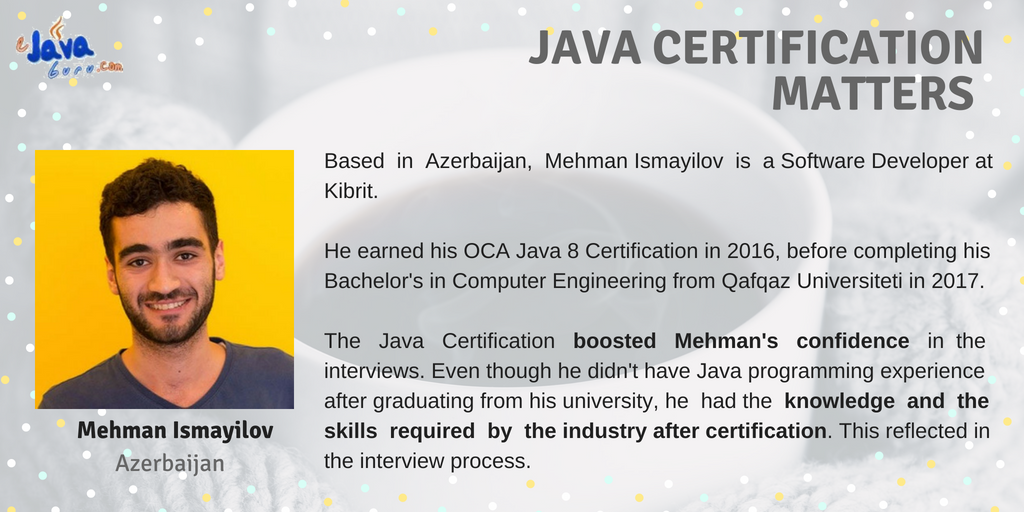 eJava
Guru.com
JAVA CERTIFICATION
MATTERS
Based in Azerbaijan, Mehman Ismayilov is a Software Developer at
Kibrit.
He earned his OCA Java 8 Certification in 2016, before completing his
Bachelor's in Computer Engineering from Qafqaz Universiteti in 2017.
The Java Certification boosted Mehman's confidence in the
interviews. Even though he didn't have Java programming experience
after graduating from his university, he had the knowledge and the
skills required by the industry after certification. This reflected in
the interview process.
Mehman Ismayilov
Azerbaijan